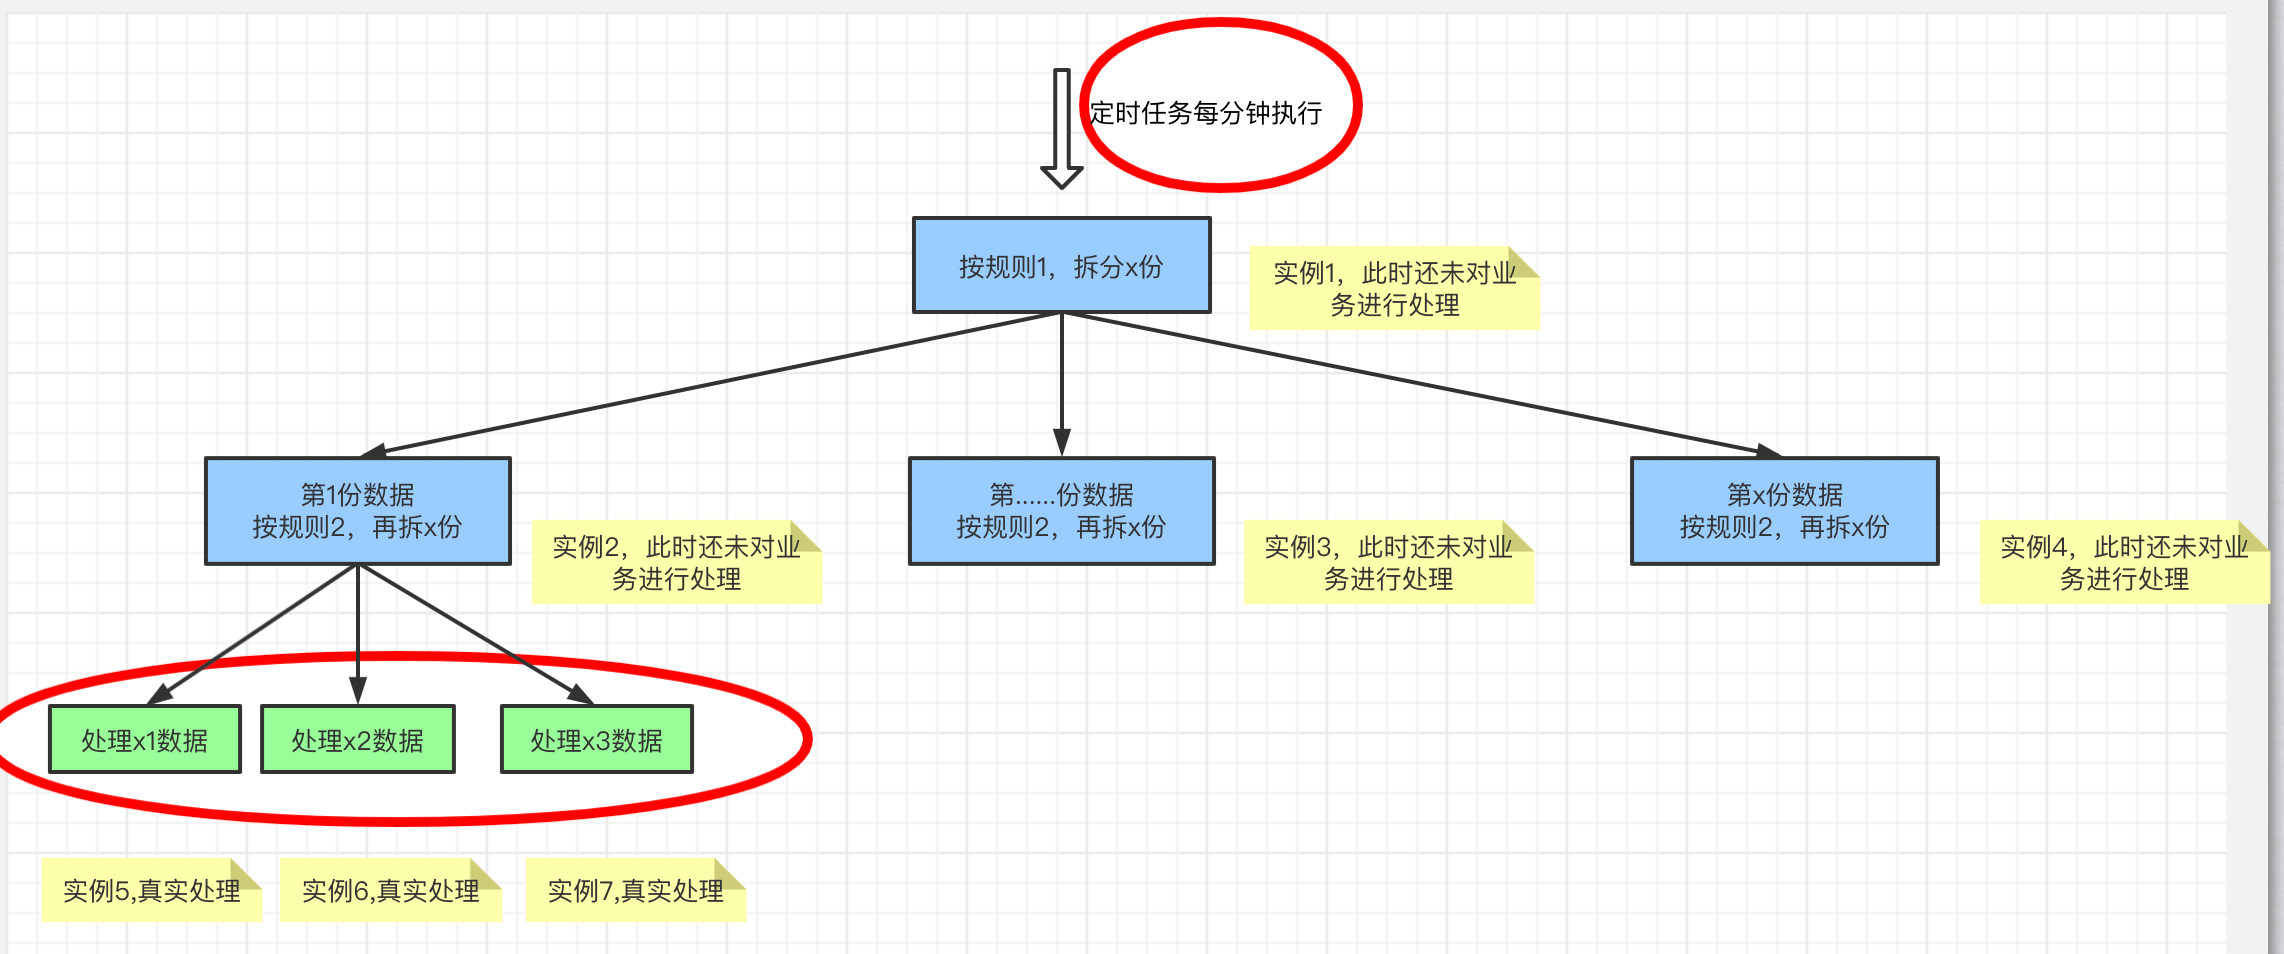 定时任务每分钟执行
按规则1，拆分x份
实例1，此时还未对业
务进行处理
第1份数据
按规则2，再拆x份
实例2，此时还未对业
务进行处理
第......份数据
按规则2，再拆x份
实例3，此时还未对业
务进行处理
第x份数据
按规则2，再拆x份
实例4，此时还未对业
务进行处理
处理x1数据
处理x2数据
处理x3数据
实例5,真实处理
实例6,真实处理
实例7,真实处理